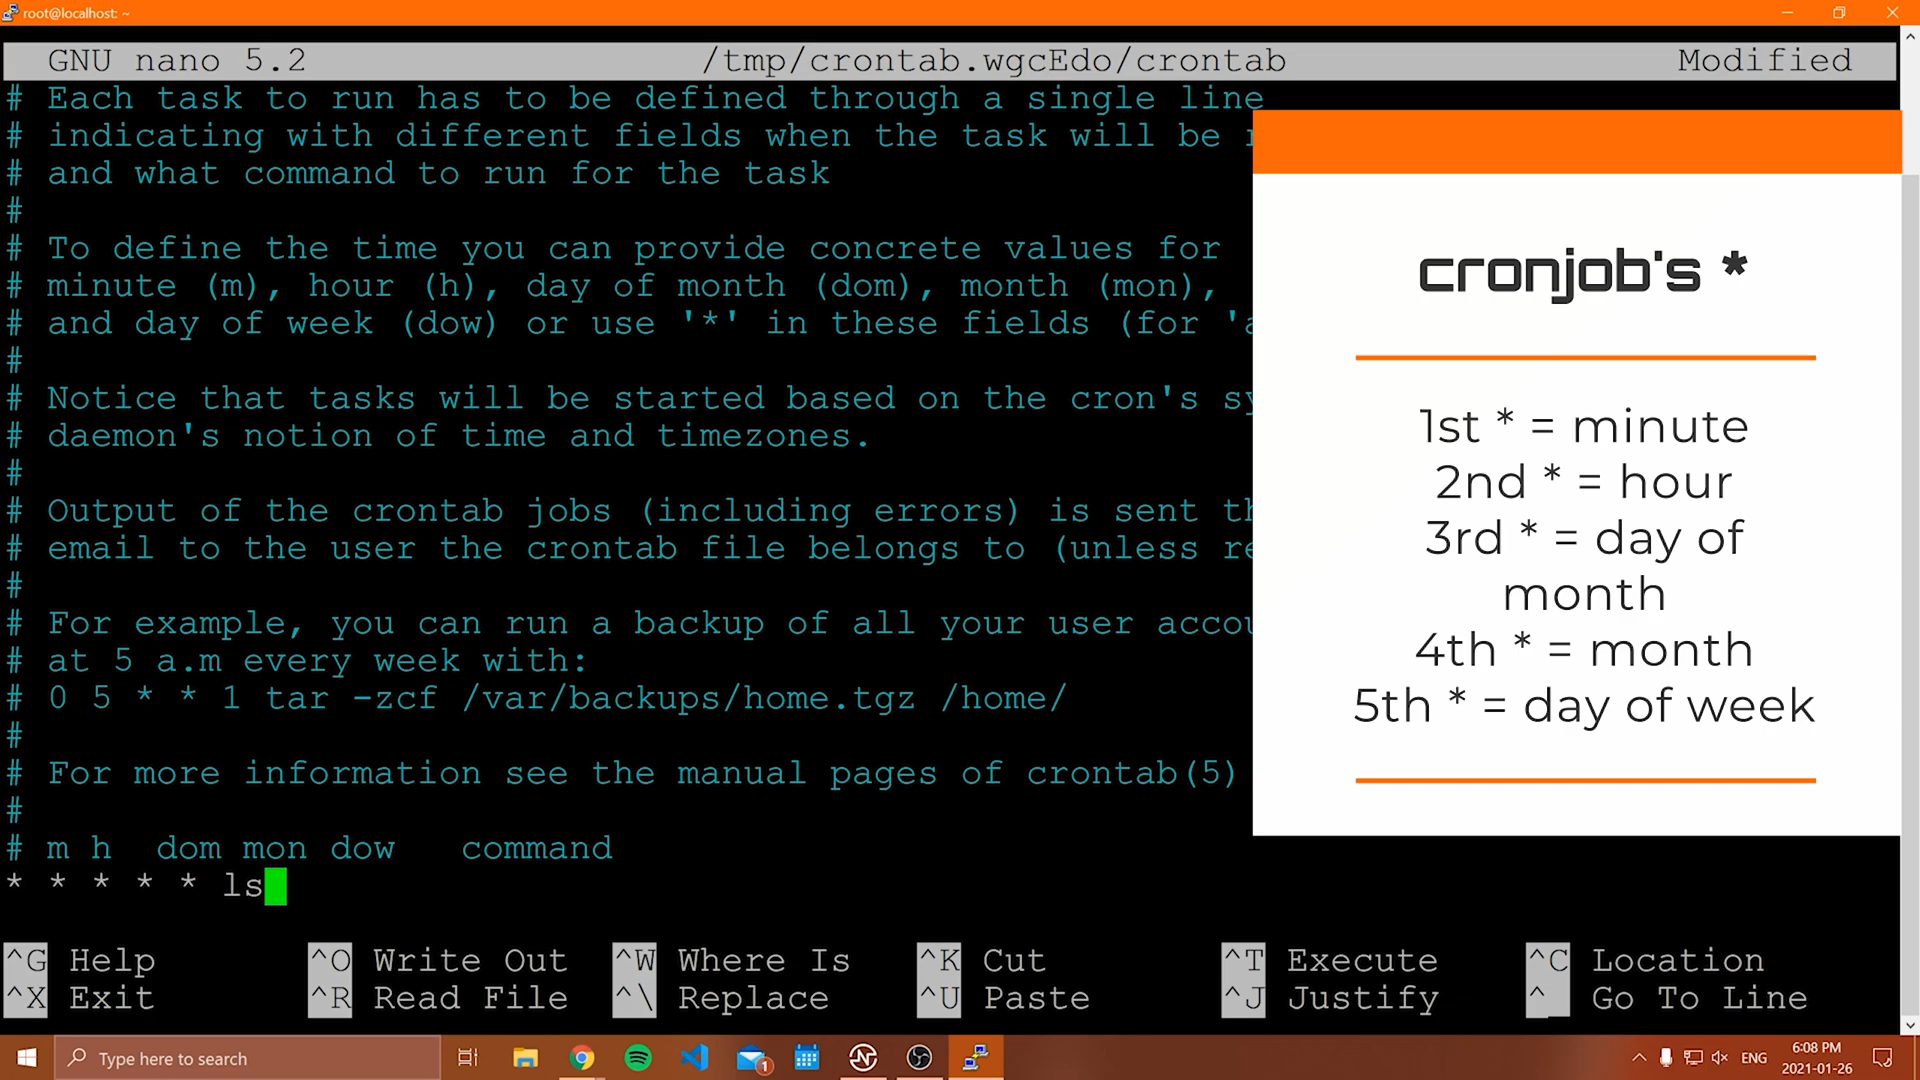 root@localhost: ~
GNU nano 5.2 /tmp/crontab.wgcEdo/crontab Modified
# Each task to run has to be defined through a single line
# indicating with different fields when the task will be
# and what command to run for the task
#
# To define the time you can provide concrete values for
# minute (m), hour (h), day of month (dom), month (mon),
# and day of week (dow) or use '*' in these fields (for
#
# Notice that tasks will be started based on the cron's
# daemon's notion of time and timezones.
#
# Output of the crontab jobs (including errors) is sent
# email to the user the crontab file belongs to (unless
#
# For example, you can run a backup of all your user
# at 5 a.m every week with:
# 0 5 * * 1 tar -zcf /var/backups/home.tgz /home/
#
# For more information see the manual pages of crontab(5)
#
# m h dom mon dow command
* * * * * ls
cronjob's *
1st * = minute
2nd * = hour
3rd * = day of
month
4th * = month
5th * = day of week
^G Help ^O Write Out ^W Where Is ^K Cut ^T Execute ^C Location
^X Exit ^R Read File ^\ Replace ^U Paste ^J Justify ^_ Go To Line
Type here to search
1
ENG
6:08 PM
2021-01-26